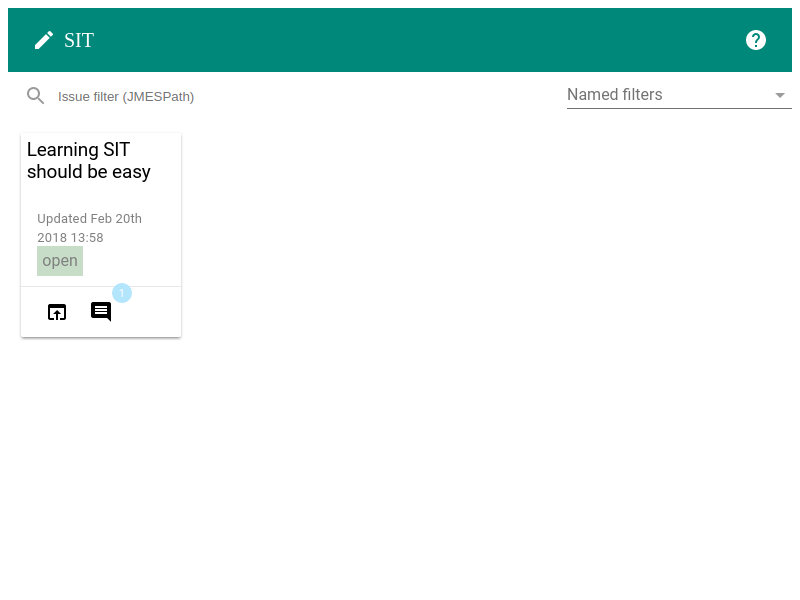 SIT
Issue filter (JMESPath)
Named filters
Learning SIT
should be easy
Updated Feb 20th
2018 13:58
open
1